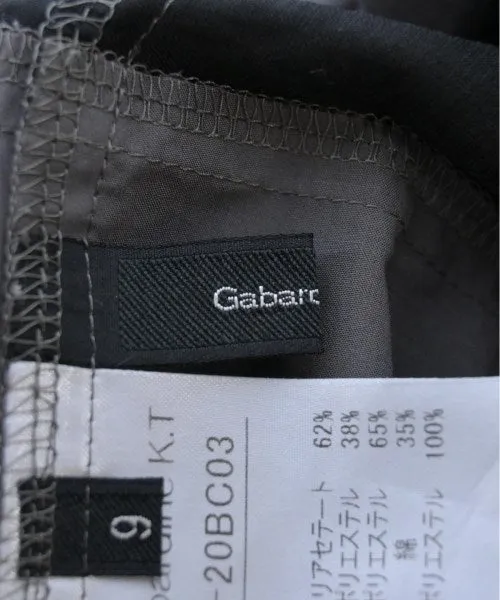 Gabard
9
ardine K.T
-20BC03
リアセテート 62%
ポリエステル 38%
ポリエステル 65%
綿 35%
ポリエステル 100%